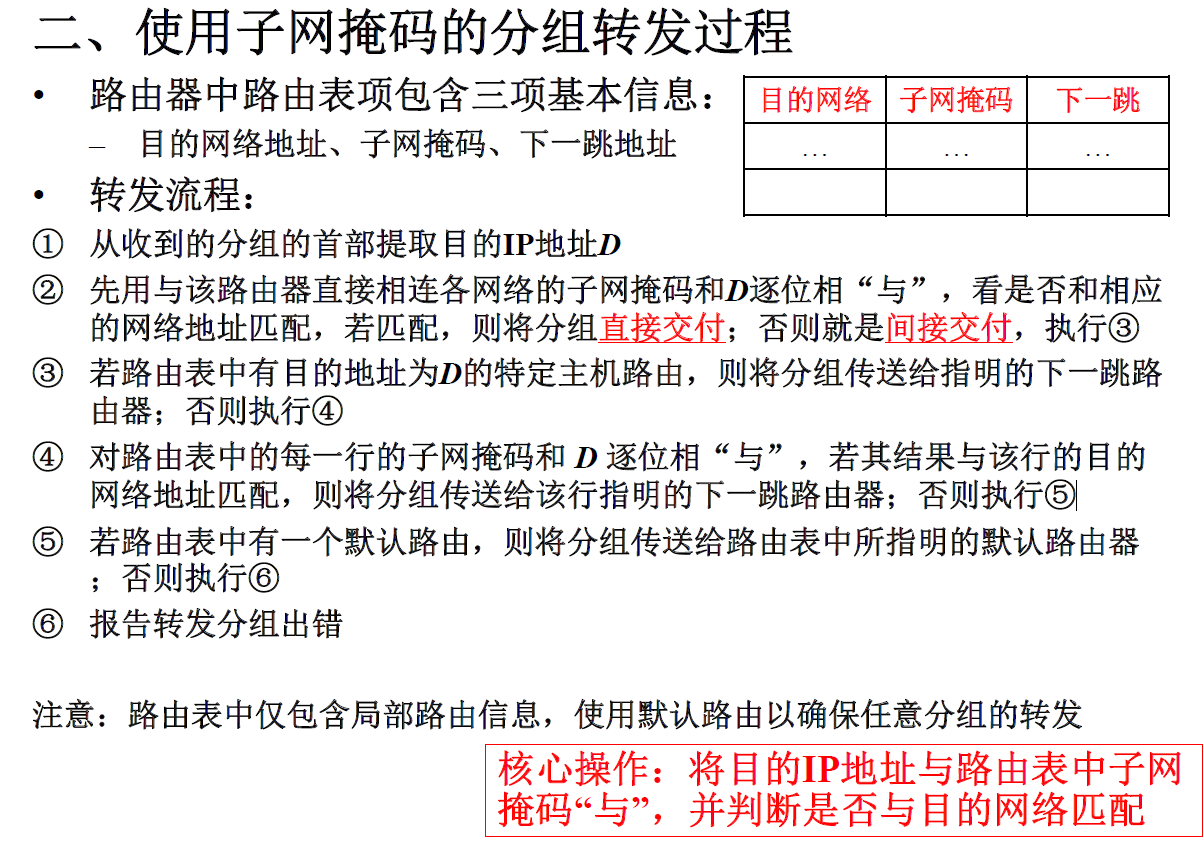 二、使用子网掩码的分组转发过程
• 路由器中路由表项包含三项基本信息：
– 目的网络地址、子网掩码、下一跳地址
目的网络 子网掩码 下一跳
… … …
• 转发流程：
① 从收到的分组的首部提取目的IP地址D
② 先用与该路由器直接相连各网络的子网掩码和D逐位相“与”，看是否和相应
的网络地址匹配，若匹配，则将分组直接交付；否则就是间接交付，执行③
③ 若路由表中有目的地址为D的特定主机路由，则将分组传送给指明的下一跳路
由器；否则执行④
④ 对路由表中的每一行的子网掩码和 D 逐位相“与”，若其结果与该行的目的
网络地址匹配，则将分组传送给该行指明的下一跳路由器；否则执行⑤
⑤ 若路由表中有一个默认路由，则将分组传送给路由表中所指明的默认路由器
；否则执行⑥
⑥ 报告转发分组出错
注意：路由表中仅包含局部路由信息，使用默认路由以确保任意分组的转发
核心操作：将目的IP地址与路由表中子网
掩码“与”，并判断是否与目的网络匹配